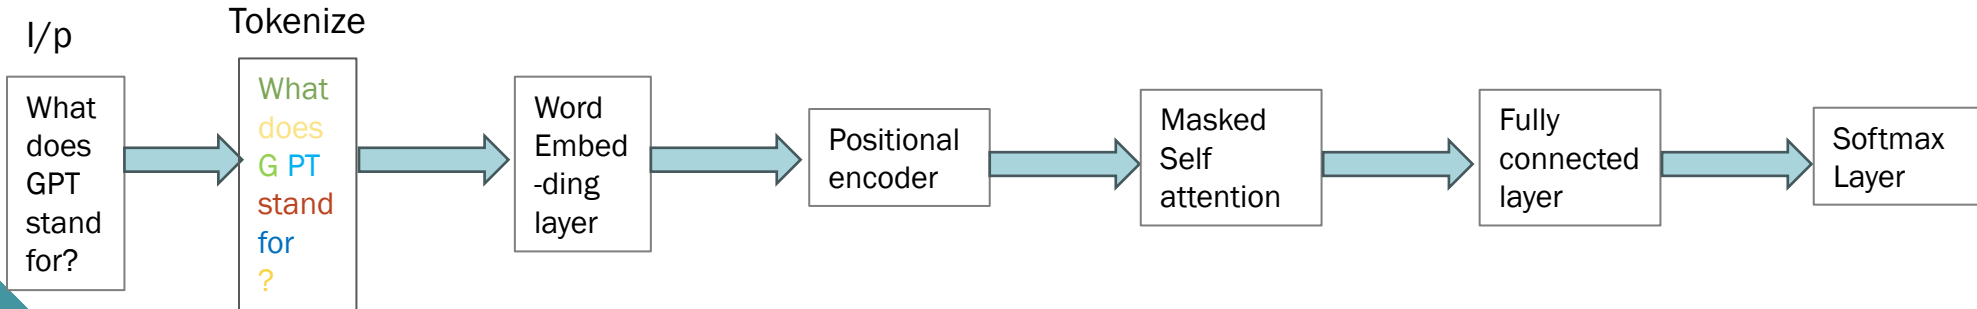 I/p
What
does
GPT
stand
for?
Tokenize
What
does
G PT
stand
for
?
Word
Embed
-ding
layer
Positional
encoder
Masked
Self
attention
Fully
connected
layer
Softmax
Layer